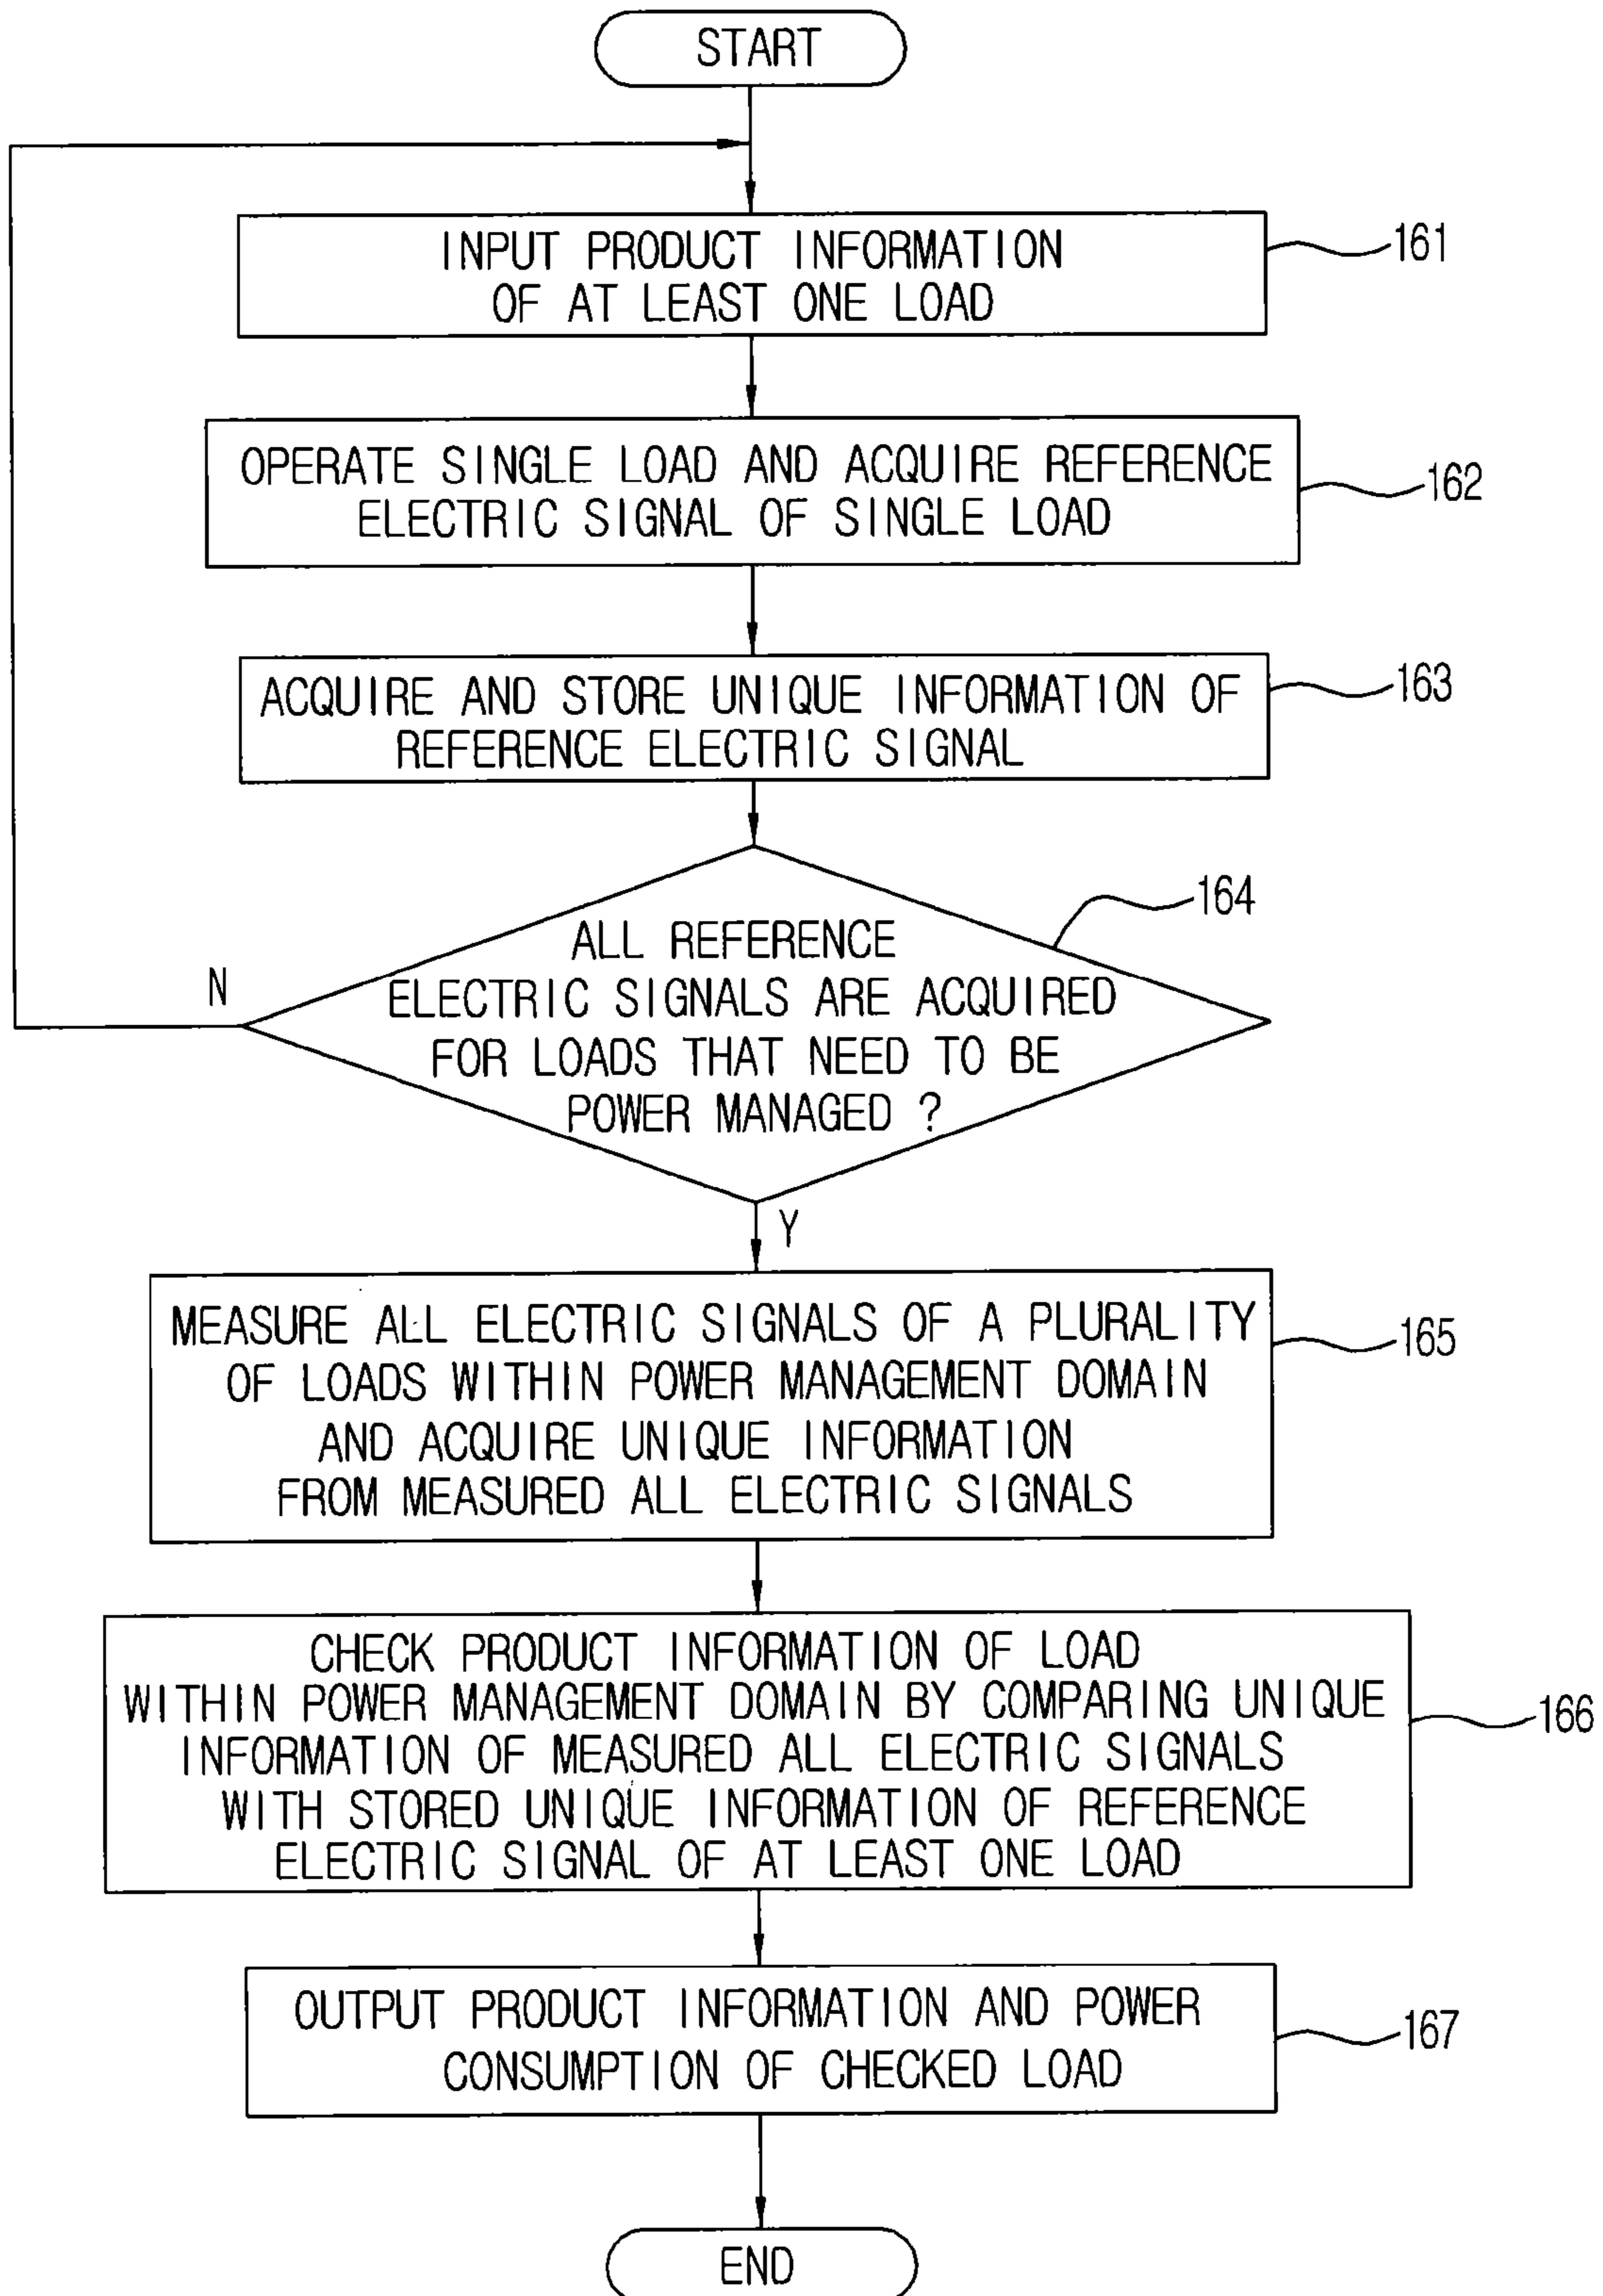 START
INPUT PRODUCT INFORMATION
OF AT LEAST ONE LOAD
161
OPERATE SINGLE LOAD AND ACQUIRE REFERENCE
ELECTRIC SIGNAL OF SINGLE LOAD
162
ACQUIRE AND STORE UNIQUE INFORMATION OF
REFERENCE ELECTRIC SIGNAL
163
164
ALL REFERENCE
ELECTRIC SIGNALS ARE ACQUIRED
FOR LOADS THAT NEED TO BE
POWER MANAGED ?
N
Y
MEASURE ALL ELECTRIC SIGNALS OF A PLURALITY
OF LOADS WITHIN POWER MANAGEMENT DOMAIN
AND ACQUIRE UNIQUE INFORMATION
FROM MEASURED ALL ELECTRIC SIGNALS
165
CHECK PRODUCT INFORMATION OF LOAD
WITHIN POWER MANAGEMENT DOMAIN BY COMPARING UNIQUE
INFORMATION OF MEASURED ALL ELECTRIC SIGNALS
WITH STORED UNIQUE INFORMATION OF REFERENCE
ELECTRIC SIGNAL OF AT LEAST ONE LOAD
166
OUTPUT PRODUCT INFORMATION AND POWER
CONSUMPTION OF CHECKED LOAD
167
END